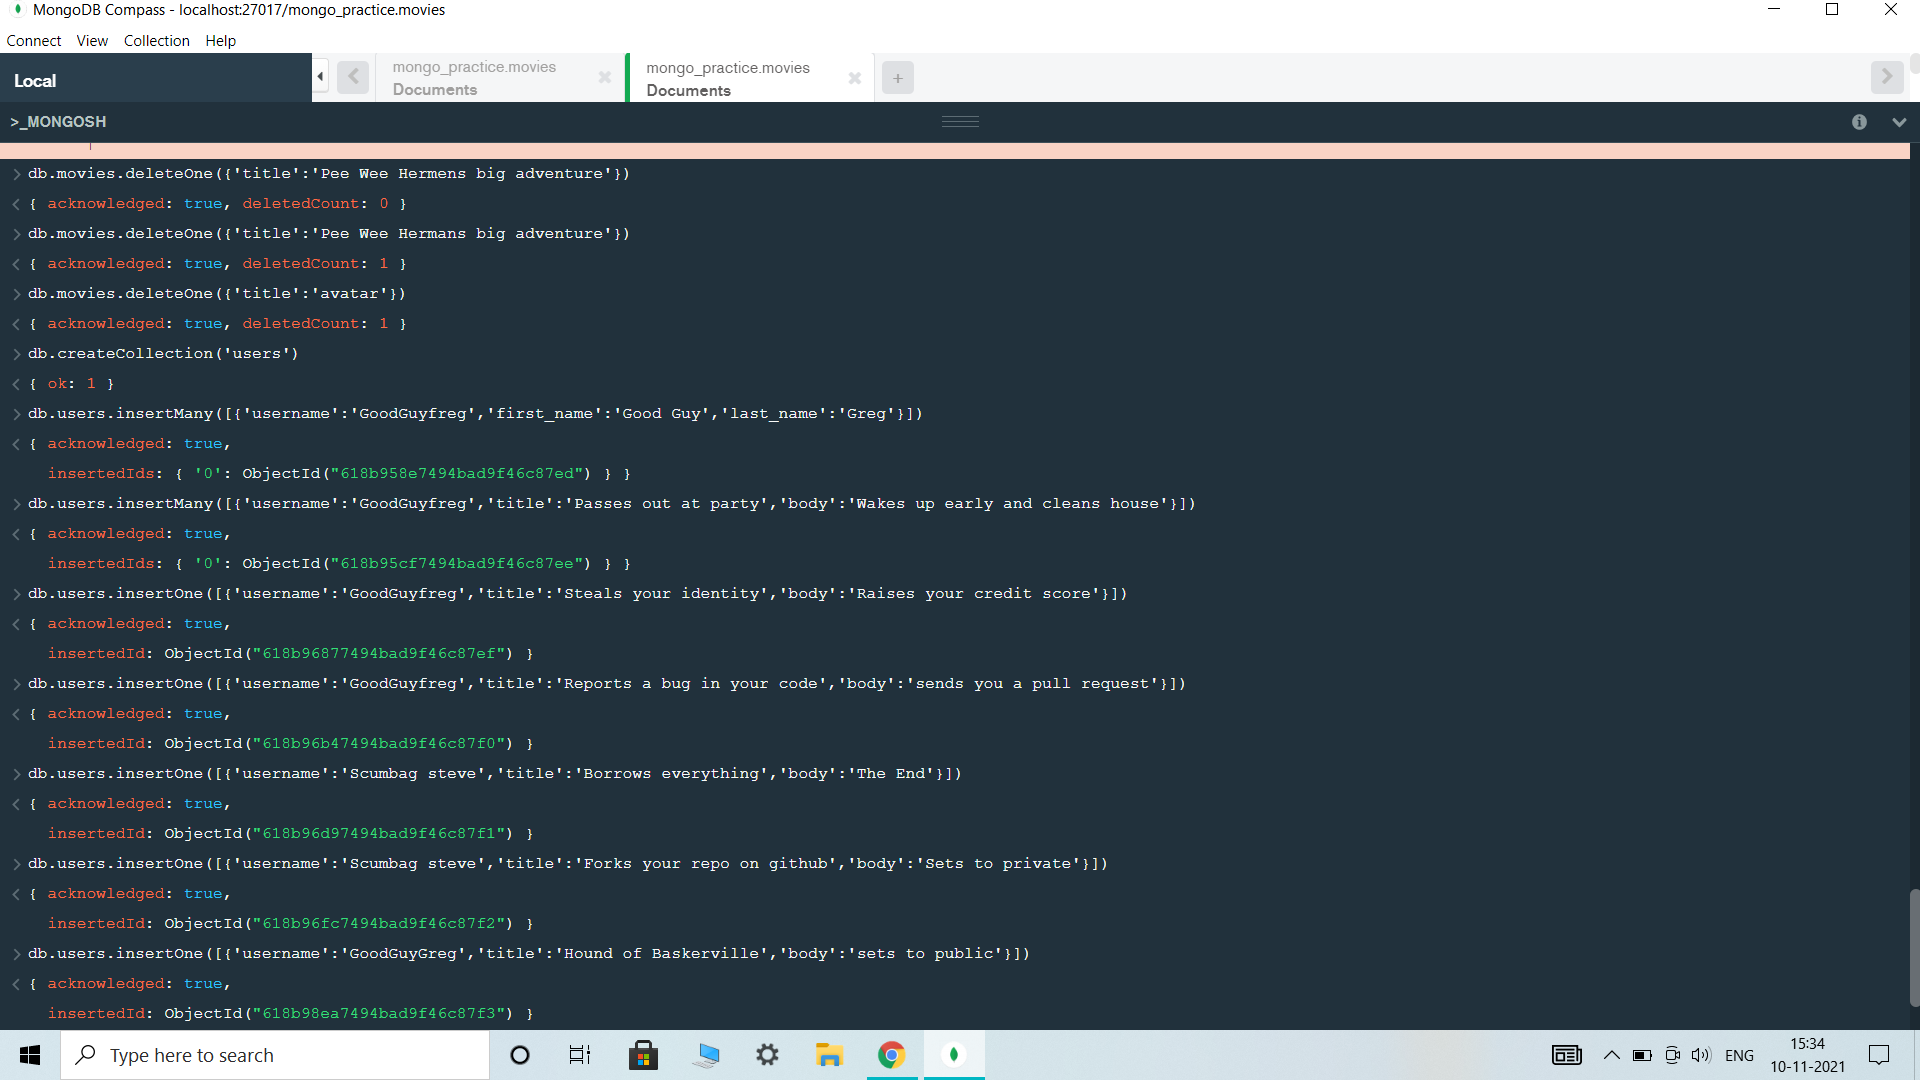 MongoDB Compass - localhost:27017/mongo_practice.movies
Connect View Collection Help
Local
mongo_practice.movies
Documents
mongo_practice.movies
Documents
+
>_MONGOSH
> db.movies.deleteOne({'title':'Pee Wee Hermens big adventure'})
< { acknowledged: true, deletedCount: 0 }
> db.movies.deleteOne({'title':'Pee Wee Hermans big adventure'})
< { acknowledged: true, deletedCount: 1 }
> db.movies.deleteOne({'title':'avatar'})
< { acknowledged: true, deletedCount: 1 }
> db.createCollection('users')
< { ok: 1 }
> db.users.insertMany([{'username':'GoodGuyfreg','first_name':'Good Guy','last_name':'Greg'}])
< { acknowledged: true,
insertedIds: { '0': ObjectId("618b958e7494bad9f46c87ed") } }
> db.users.insertMany([{'username':'GoodGuyfreg','title':'Passes out at party','body':'Wakes up early and cleans house'}])
< { acknowledged: true,
insertedIds: { '0': ObjectId("618b95cf7494bad9f46c87ee") } }
> db.users.insertOne([{'username':'GoodGuyfreg','title':'Steals your identity','body':'Raises your credit score'}])
< { acknowledged: true,
insertedId: ObjectId("618b96877494bad9f46c87ef") }
> db.users.insertOne([{'username':'GoodGuyfreg','title':'Reports a bug in your code','body':'sends you a pull request'}])
< { acknowledged: true,
insertedId: ObjectId("618b96b47494bad9f46c87f0") }
> db.users.insertOne([{'username':'Scumbag steve','title':'Borrows everything','body':'The End'}])
< { acknowledged: true,
insertedId: ObjectId("618b96d97494bad9f46c87f1") }
> db.users.insertOne([{'username':'Scumbag steve','title':'Forks your repo on github','body':'Sets to private'}])
< { acknowledged: true,
insertedId: ObjectId("618b96fc7494bad9f46c87f2") }
> db.users.insertOne([{'username':'GoodGuyGreg','title':'Hound of Baskerville','body':'sets to public'}])
< { acknowledged: true,
insertedId: ObjectId("618b98ea7494bad9f46c87f3") }
Type here to search
ENG
15:34
10-11-2021